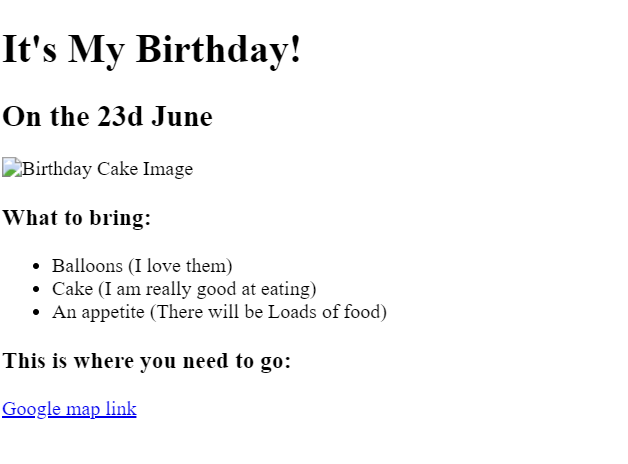 It's My Birthday!
On the 23d June
Birthday Cake Image
What to bring:
Balloons (I love them)
Cake (I am really good at eating)
An appetite (There will be Loads of food)
This is where you need to go:
Google map link